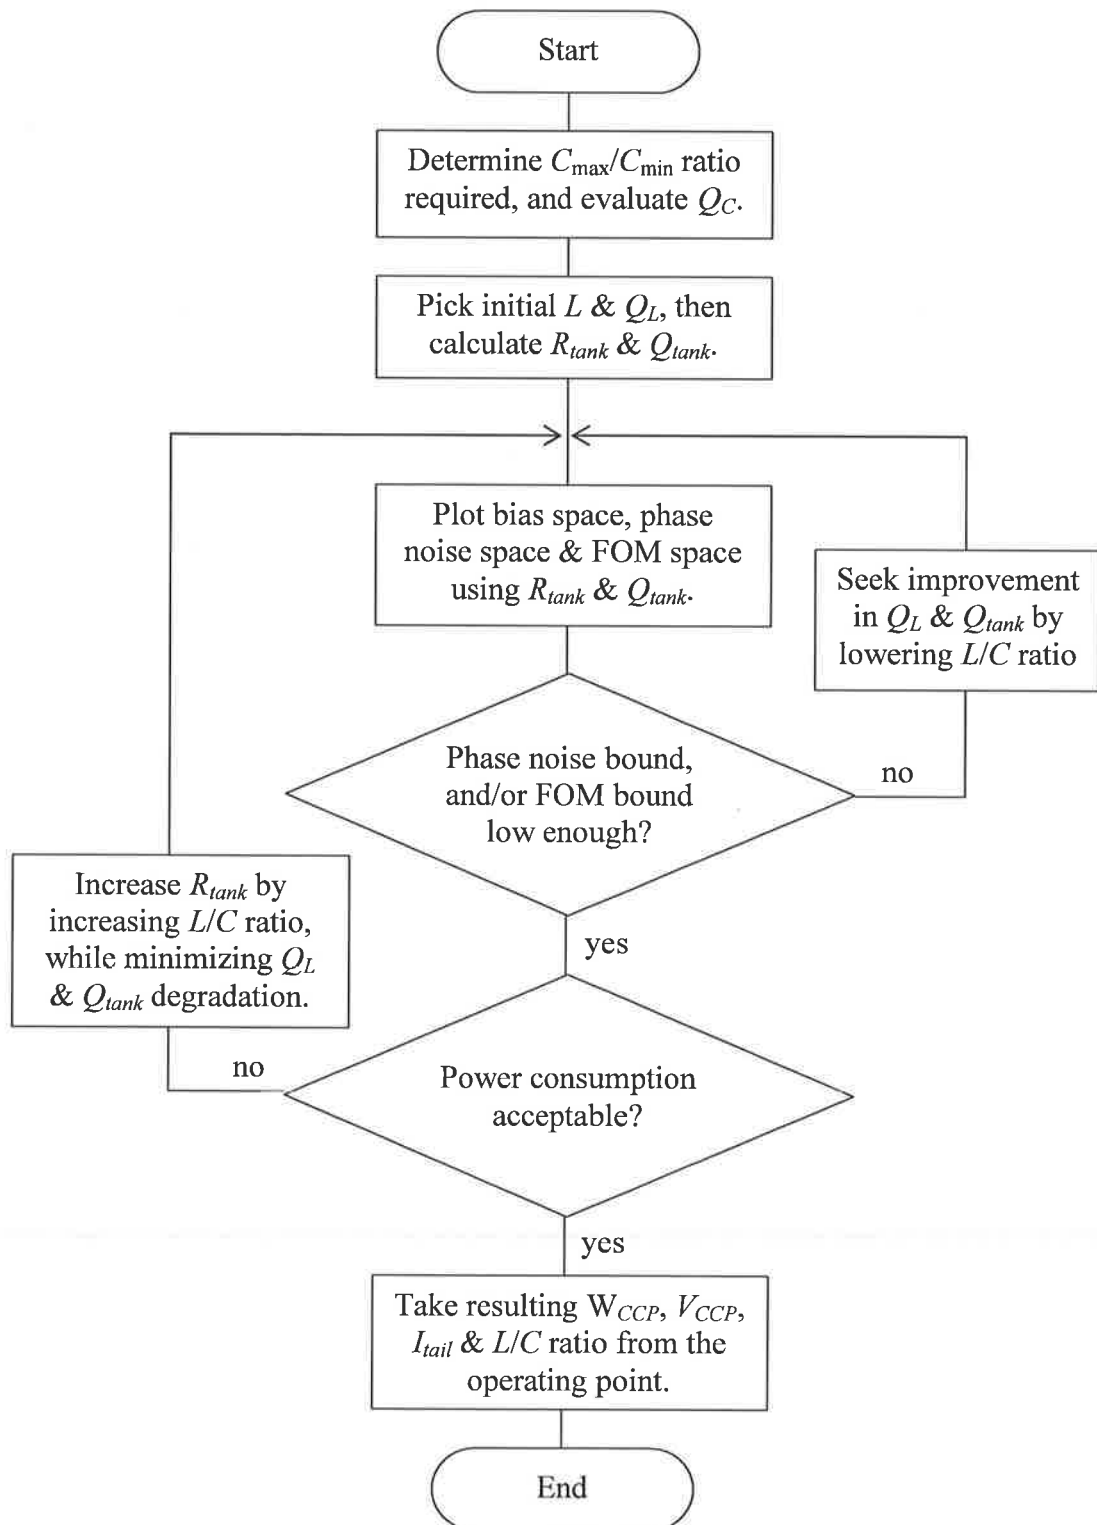 Start
Determine Cmax/Cmin ratio
required, and evaluate QC.
Pick initial L & QL, then
calculate Rtank & Qtank.
Plot bias space, phase
noise space & FOM space
using Rtank & Qtank.
Seek improvement
in QL & Qtank by
lowering L/C ratio
Phase noise bound,
and/or FOM bound
low enough?
no
yes
Increase Rtank by
increasing L/C ratio,
while minimizing QL
& Qtank degradation.
no
Power consumption
acceptable?
yes
Take resulting WCCP, VCCP,
Itail & L/C ratio from the
operating point.
End